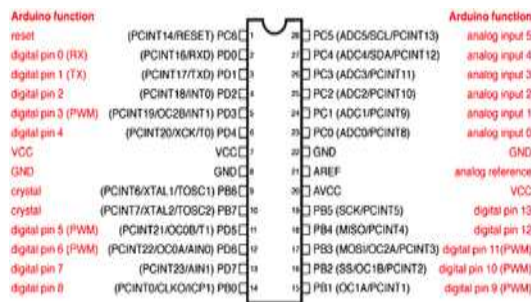 Arduino function Arduino function
reset (PCINT14/RESET) PC6 1 28 PC5 (ADC5/SCL/PCINT13) analog input 5
digital pin 0 (RX) (PCINT16/RXD) PD0 2 27 PC4 (ADC4/SDA/PCINT12) analog input 4
digital pin 1 (TX) (PCINT17/TXD) PD1 3 26 PC3 (ADC3/PCINT11) analog input 3
digital pin 2 (PCINT18/INT0) PD2 4 25 PC2 (ADC2/PCINT10) analog input 2
digital pin 3 (PWM) (PCINT19/OC2B/INT1) PD3 5 24 PC1 (ADC1/PCINT9) analog input 1
digital pin 4 (PCINT20/XCK/T0) PD4 6 23 PC0 (ADC0/PCINT8) analog input 0
VCC VCC 7 22 GND GND
GND GND 8 21 AREF analog reference
crystal (PCINT6/XTAL1/TOSC1) PB6 9 20 AVCC VCC
crystal (PCINT7/XTAL2/TOSC2) PB7 10 19 PB5 (SCK/PCINT5) digital pin 13
digital pin 5 (PWM) (PCINT21/OC0B/T1) PD5 11 18 PB4 (MISO/PCINT4) digital pin 12
digital pin 6 (PWM) (PCINT22/OC0A/AIN0) PD6 12 17 PB3 (MOSI/OC2A/PCINT3) digital pin 11(PWM)
digital pin 7 (PCINT23/AIN1) PD7 13 16 PB2 (SS/OC1B/PCINT2) digital pin 10 (PWM)
digital pin 8 (PCINT0/CLKO/ICP1) PB0 14 15 PB1 (OC1A/PCINT1) digital pin 9 (PWM)